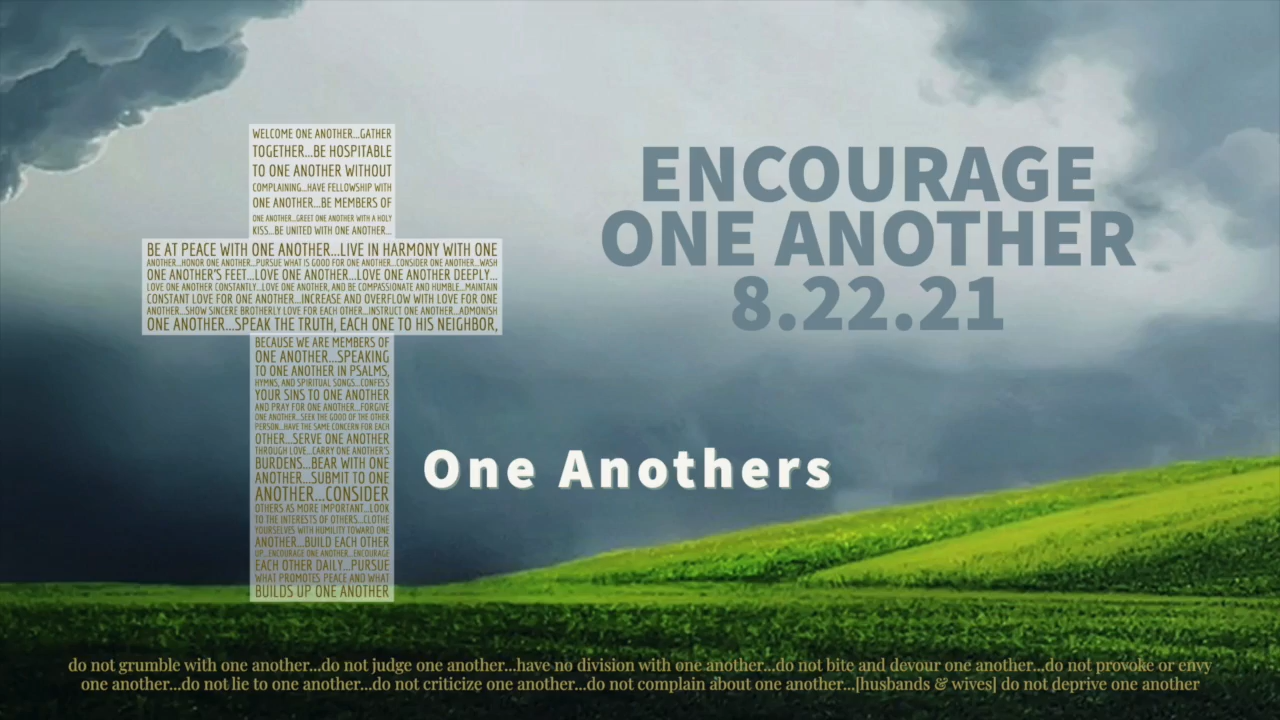 WELCOME ONE ANOTHER...GATHER
TOGETHER...BE HOSPITABLE
TO ONE ANOTHER WITHOUT
COMPLAINING...HAVE FELLOWSHIP WITH
ONE ANOTHER...BE MEMBERS OF
ONE ANOTHER...GREET ONE ANOTHER WITH A HOLY
KISS...BE UNITED WITH ONE ANOTHER...
BE AT PEACE WITH ONE ANOTHER...LIVE IN HARMONY WITH ONE
ANOTHER...HONOR ONE ANOTHER...PURSUE WHAT IS GOOD FOR ONE ANOTHER...CONSIDER ONE ANOTHER...WASH
ONE ANOTHER'S FEET...LOVE ONE ANOTHER...LOVE ONE ANOTHER DEEPLY...
LOVE ONE ANOTHER CONSTANTLY...LOVE ONE ANOTHER, AND BE COMPASSIONATE AND HUMBLE...MAINTAIN
CONSTANT LOVE FOR ONE ANOTHER...INCREASE AND OVERFLOW WITH LOVE FOR ONE
ANOTHER...SHOW SINCERE BROTHERLY LOVE FOR EACH OTHER...INSTRUCT ONE ANOTHER...ADMONISH
ONE ANOTHER...SPEAK THE TRUTH, EACH ONE TO HIS NEIGHBOR,
BECAUSE WE ARE MEMBERS OF
ONE ANOTHER...SPEAKING
TO ONE ANOTHER IN PSALMS,
HYMNS, AND SPIRITUAL SONGS...CONFESS
YOUR SINS TO ONE ANOTHER
AND PRAY FOR ONE ANOTHER...FORGIVE
ONE ANOTHER...SEEK THE GOOD OF THE OTHER
PERSON...HAVE THE SAME CONCERN FOR EACH
OTHER...SERVE ONE ANOTHER
THROUGH LOVE...CARRY ONE ANOTHER'S
BURDENS...BEAR WITH ONE
ANOTHER...SUBMIT TO ONE
ANOTHER...CONSIDER
OTHERS AS MORE IMPORTANT...LOOK
TO THE INTERESTS OF OTHERS...CLOTHE
YOURSELVES WITH HUMILITY TOWARD ONE
ANOTHER...BUILD EACH OTHER
UP...ENCOURAGE ONE ANOTHER...ENCOURAGE
EACH OTHER DAILY...PURSUE
WHAT PROMOTES PEACE AND WHAT
BUILDS UP ONE ANOTHER
ENCOURAGE
ONE ANOTHER
8.22.21
One Anothers
do not grumble with one another...do not judge one another...have no division with one another...do not bite and devour one another...do not provoke or envy
one another...do not lie to one another...do not criticize one another...do not complain about one another...[husbands & wives] do not deprive one another